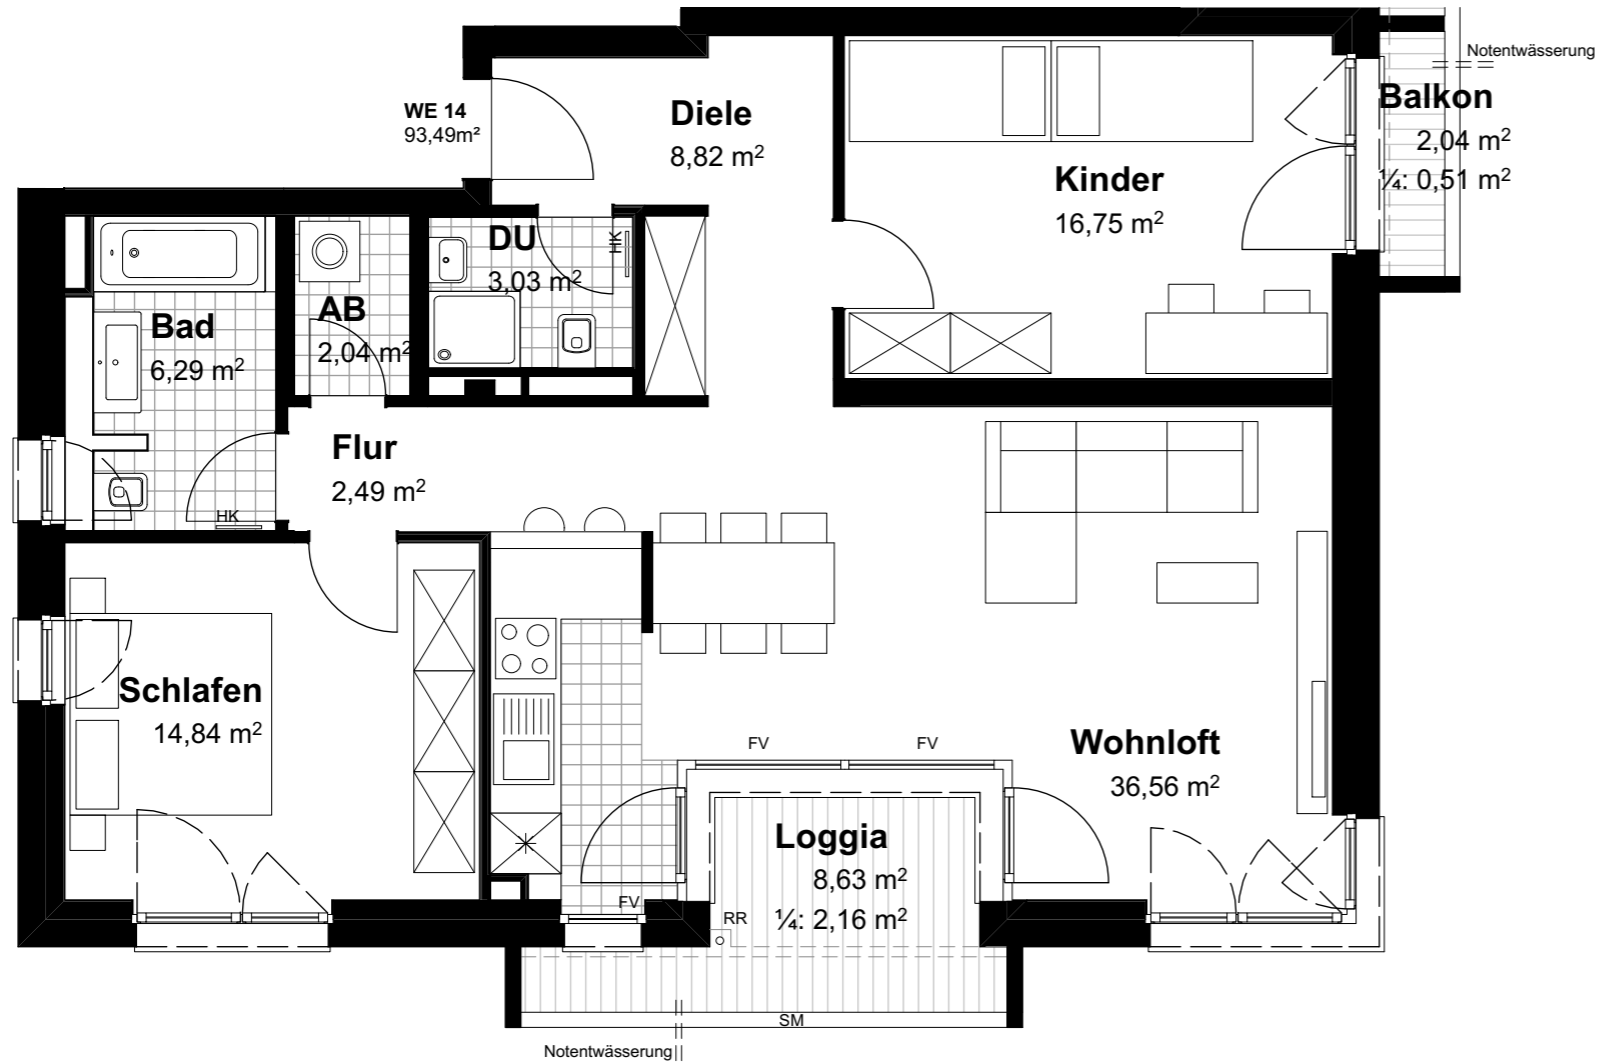 Notentwässerung
WE 14
93,49m²
Diele
8,82 m²
Balkon
2,04 m²
¼: 0,51 m²
Kinder
16,75 m²
DU
3,03 m²
HK
AB
2,04 m²
Bad
6,29 m²
HK
Flur
2,49 m²
Schlafen
14,84 m²
FV
FV
Wohnloft
36,56 m²
Loggia
8,63 m²
¼: 2,16 m²
FV
RR
SM
Notentwässerung